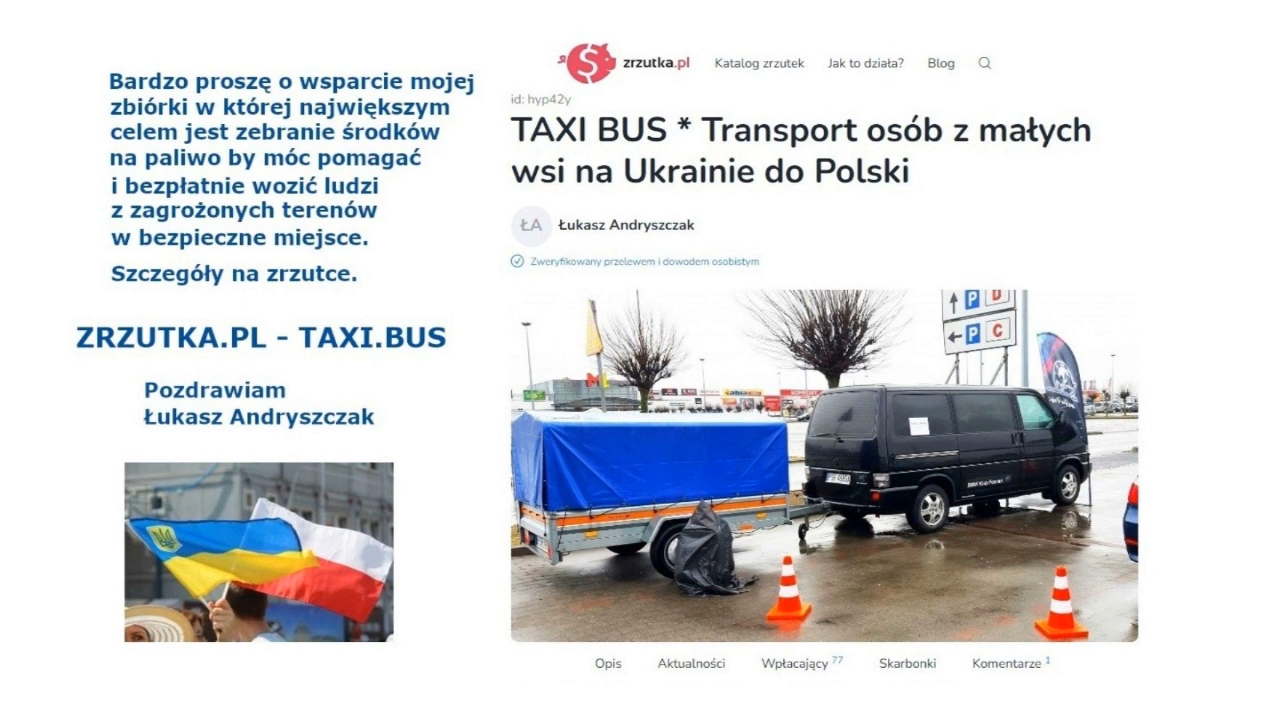 Bardzo proszę o wsparcie mojej
zbiórki w której największym
celem jest zebranie środków
na paliwo by móc pomagać
i bezpłatnie wozić ludzi
z zagrożonych terenów
w bezpieczne miejsce.
Szczegóły na zrzutce.
ZRZUTKA.PL - TAXI.BUS
Pozdrawiam
Łukasz Andryszczak
zrzutka.pl
Katalog zrzutek
Jak to działa?
Blog
id: hyp42y
TAXI BUS * Transport osób z małych
wsi na Ukrainie do Polski
ŁA
Łukasz Andryszczak
Zweryfikowany przelewem i dowodem osobistym
P D
P C
Opis
Aktualności
Wpłacający 77
Skarbonki
Komentarze 1